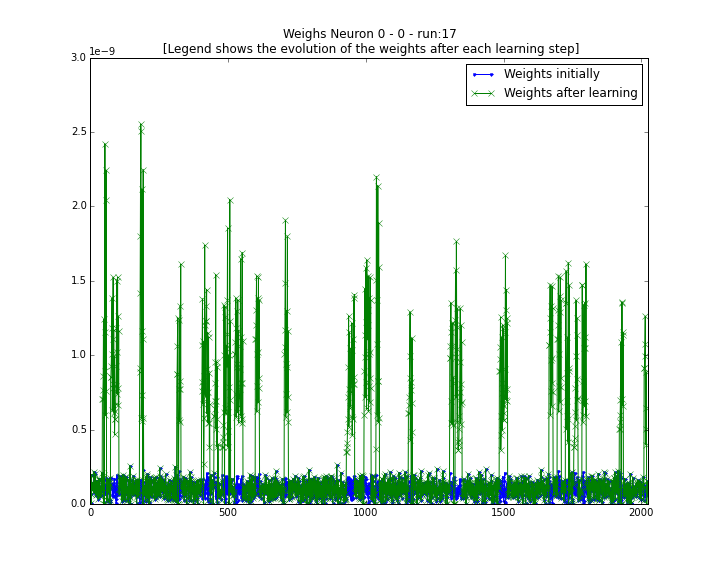 Weighs Neuron 0 - 0 - run:17
[Legend shows the evolution of the weights after each learning step]
1e−9
3.0
Weights initially
Weights after learning
2.5
2.0
1.5
1.0
0.5
0.0
0 500 1000 1500 2000